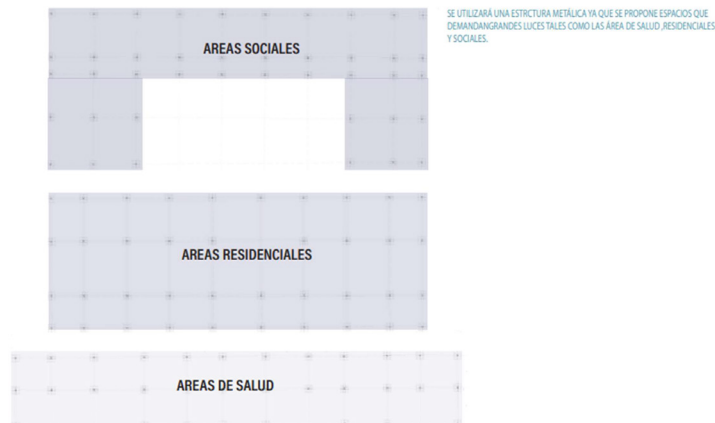 SE UTILIZARÁ UNA ESTRCTURA METÁLICA YA QUE SE PROPONE ESPACIOS QUE
DEMANDANGRANDES LUCES TALES COMO LAS ÁREA DE SALUD ,RESIDENCIALES
Y SOCIALES.
AREAS SOCIALES
AREAS RESIDENCIALES
AREAS DE SALUD